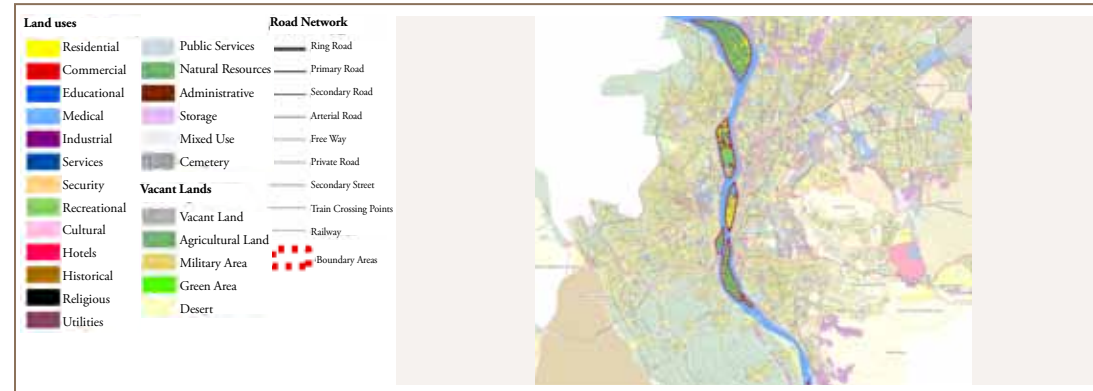 Land uses
Residential
Commercial
Educational
Medical
Industrial
Services
Security
Recreational
Cultural
Hotels
Historical
Religious
Utilities
Public Services
Natural Resources
Administrative
Storage
Mixed Use
Cemetery
Vacant Lands
Vacant Land
Agricultural Land
Military Area
Green Area
Desert
Road Network
Ring Road
Primary Road
Secondary Road
Arterial Road
Free Way
Private Road
Secondary Street
Train Crossing Points
Railway
Boundary Areas